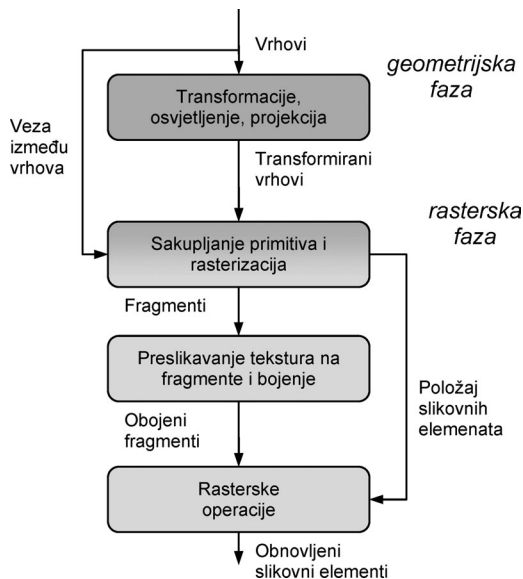 Vrhovi
geometrijska
faza
Transformacije,
osvjetljenje, projekcija
Veza
između
vrhova
Transformirani
vrhovi
rasterska
faza
Sakupljanje primitiva i
rasterizacija
Fragmenti
Preslikavanje tekstura na
fragmente i bojenje
Položaj
slikovnih
elemenata
Obojeni
fragmenti
Rasterske
operacije
Obnovljeni
slikovni elementi